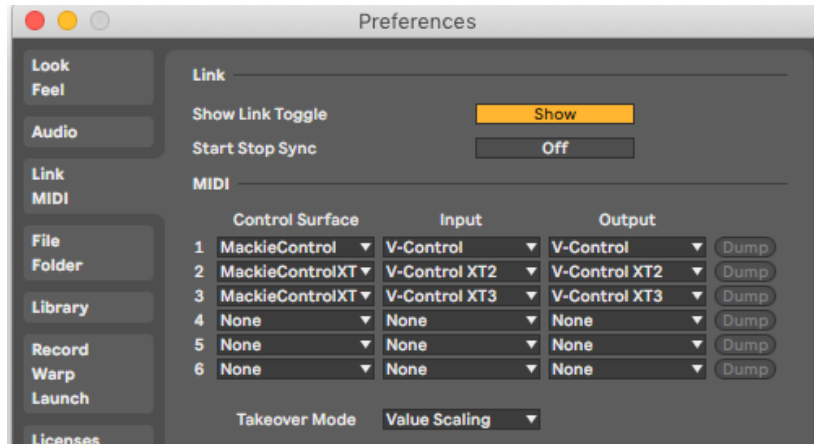 Preferences
Look
Feel
Audio
Link
MIDI
File
Folder
Library
Record
Warp
Launch
Licenses
Link
Show Link Toggle Show
Start Stop Sync Off
MIDI
Control Surface Input Output
1 MackieControl V-Control V-Control Dump
2 MackieControlXT V-Control XT2 V-Control XT2 Dump
3 MackieControlXT V-Control XT3 V-Control XT3 Dump
4 None None None Dump
5 None None None Dump
6 None None None Dump
Takeover Mode Value Scaling